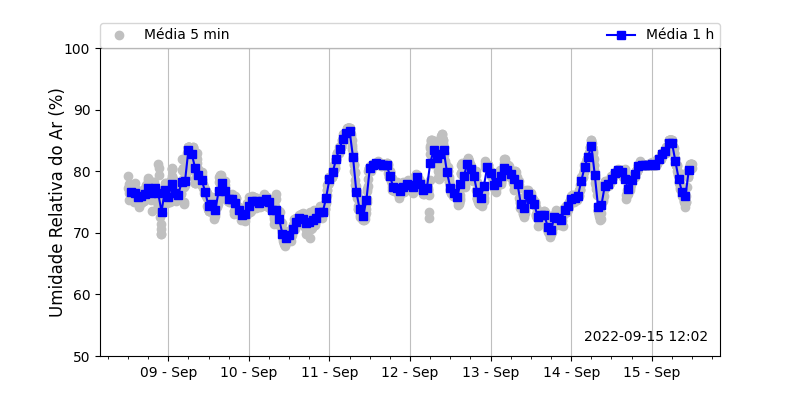 Média 5 min Média 1 h
Umidade Relativa do Ar (%)
100
90
80
70
60
50
2022-09-15 12:02
09 - Sep 10 - Sep 11 - Sep 12 - Sep 13 - Sep 14 - Sep 15 - Sep